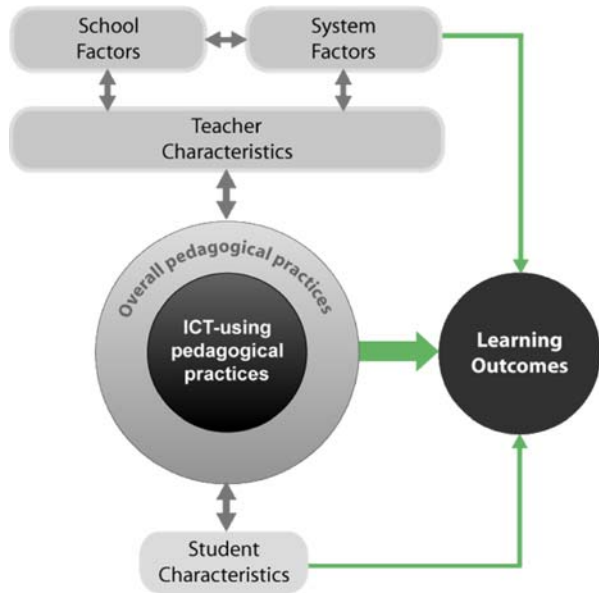 School
Factors
System
Factors
Teacher
Characteristics
Overall pedagogical practices
ICT-using
pedagogical
practices
Learning
Outcomes
Student
Characteristics